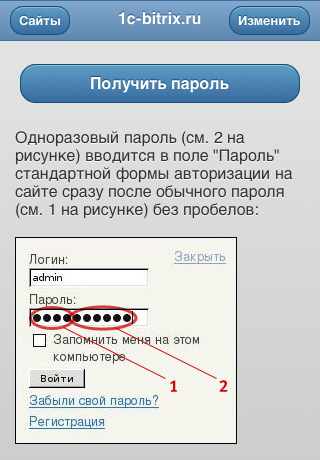 Сайты 1c-bitrix.ru Изменить
Получить пароль
Одноразовый пароль (см. 2 на
рисунке) вводится в поле "Пароль"
стандартной формы авторизации на
сайте сразу после обычного пароля
(см. 1 на рисунке) без пробелов:
Закрыть
Логин:
admin
Пароль:
Запомнить меня на этом
компьютере
Войти
1 2
Забыли свой пароль?
Регистрация